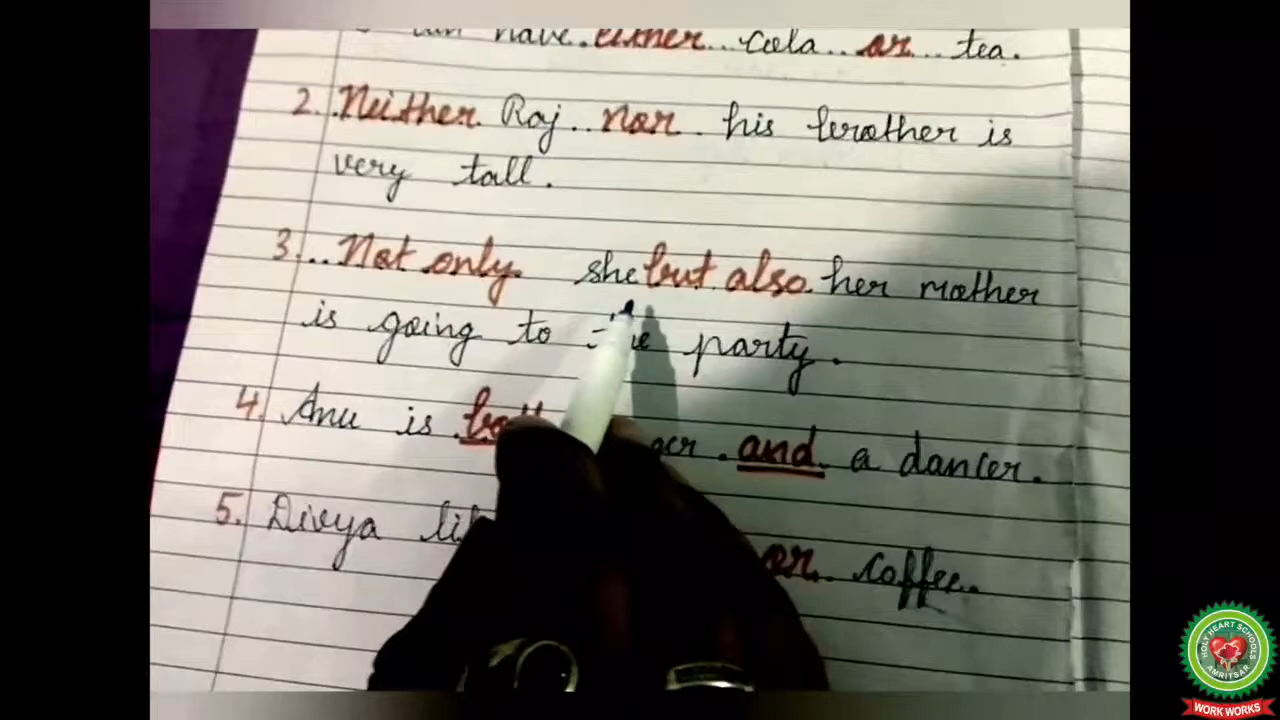 have..either...cola...or...tea.
2. .Neither. Raj..nor. his brother is
very tall.
3...Not only. she but also. her mother
is going to party.
4. Anu is .and. a dancer.
5. Divya or.. coffee.
HOLY HEART SCHOOLS
AMRITSAR
WORK WORKS